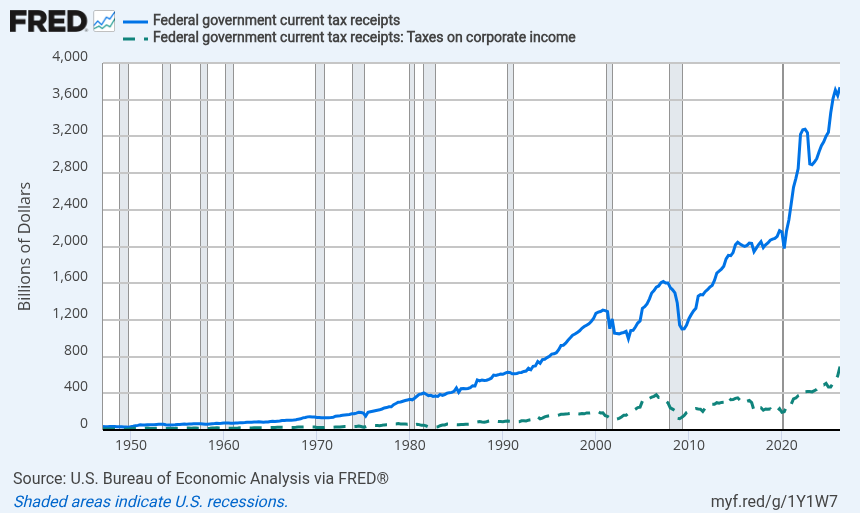 FRED
Federal government current tax receipts
Federal government current tax receipts: Taxes on corporate income
4,000
3,600
3,200
2,800
2,400
2,000
1,600
1,200
800
400
0
Billions of Dollars
1950 1960 1970 1980 1990 2000 2010 2020
Source: U.S. Bureau of Economic Analysis via FRED®
Shaded areas indicate U.S. recessions.
myf.red/g/1Y1W7